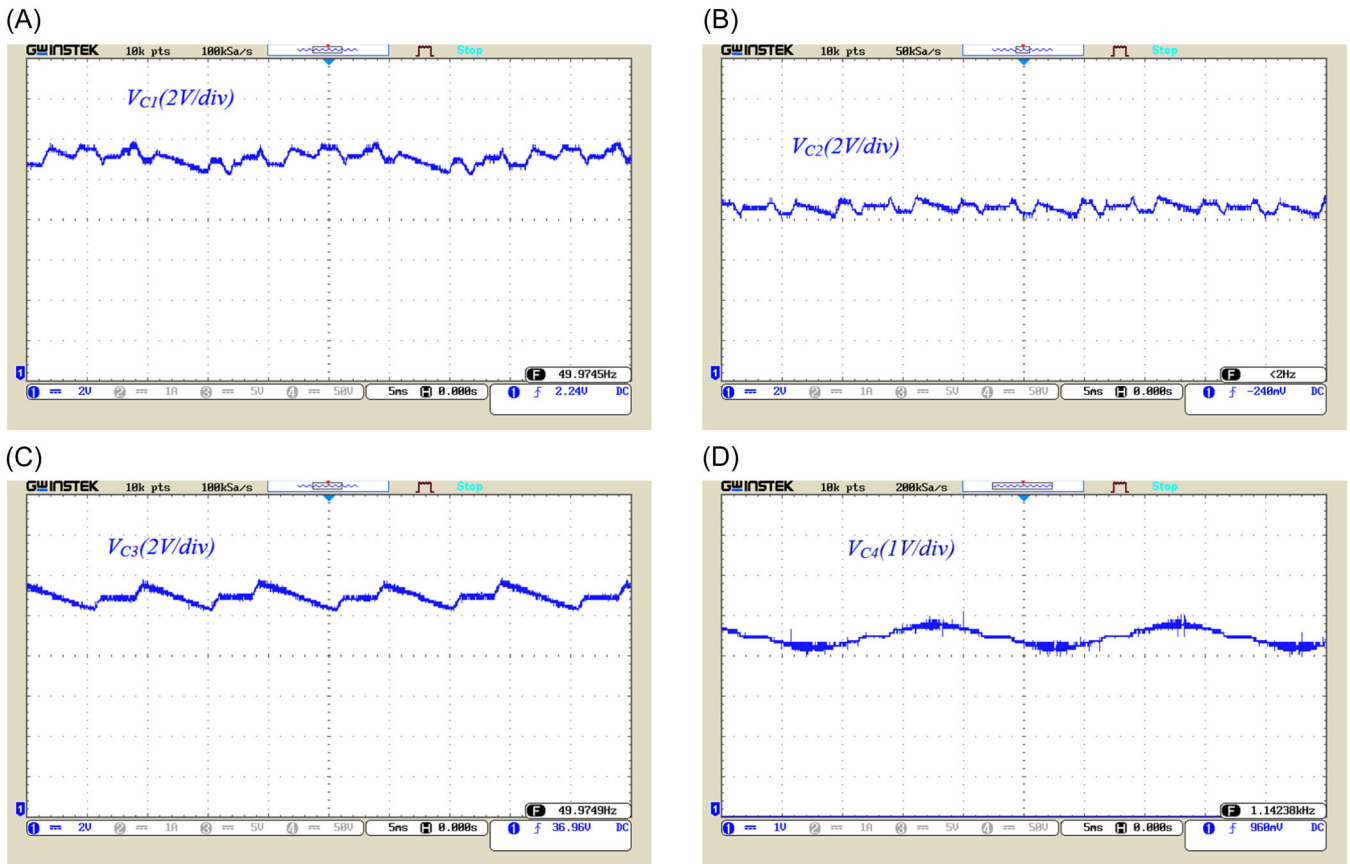 (A)
GWINSTEK 10k pts 100kSa/s Stop
VC1(2V/div)
1
F 49.9745Hz
1 2V 2 1A 3 5V 4 50V 5ms H 0.000s 1 2.24V DC
(B)
GWINSTEK 10k pts 50kSa/s Stop
VC2(2V/div)
1
F <2Hz
1 2V 2 1A 3 5V 4 50V 5ms H 0.000s 1 -240mV DC
(C)
GWINSTEK 10k pts 100kSa/s Stop
VC3(2V/div)
1
F 49.9749Hz
1 2V 2 1A 3 5V 4 50V 5ms H 0.000s 1 36.96V DC
(D)
GWINSTEK 10k pts 200kSa/s Stop
VC4(1V/div)
1
F 1.14238kHz
1 1V 2 1A 3 5V 4 50V 5ms H 0.000s 1 960mV DC